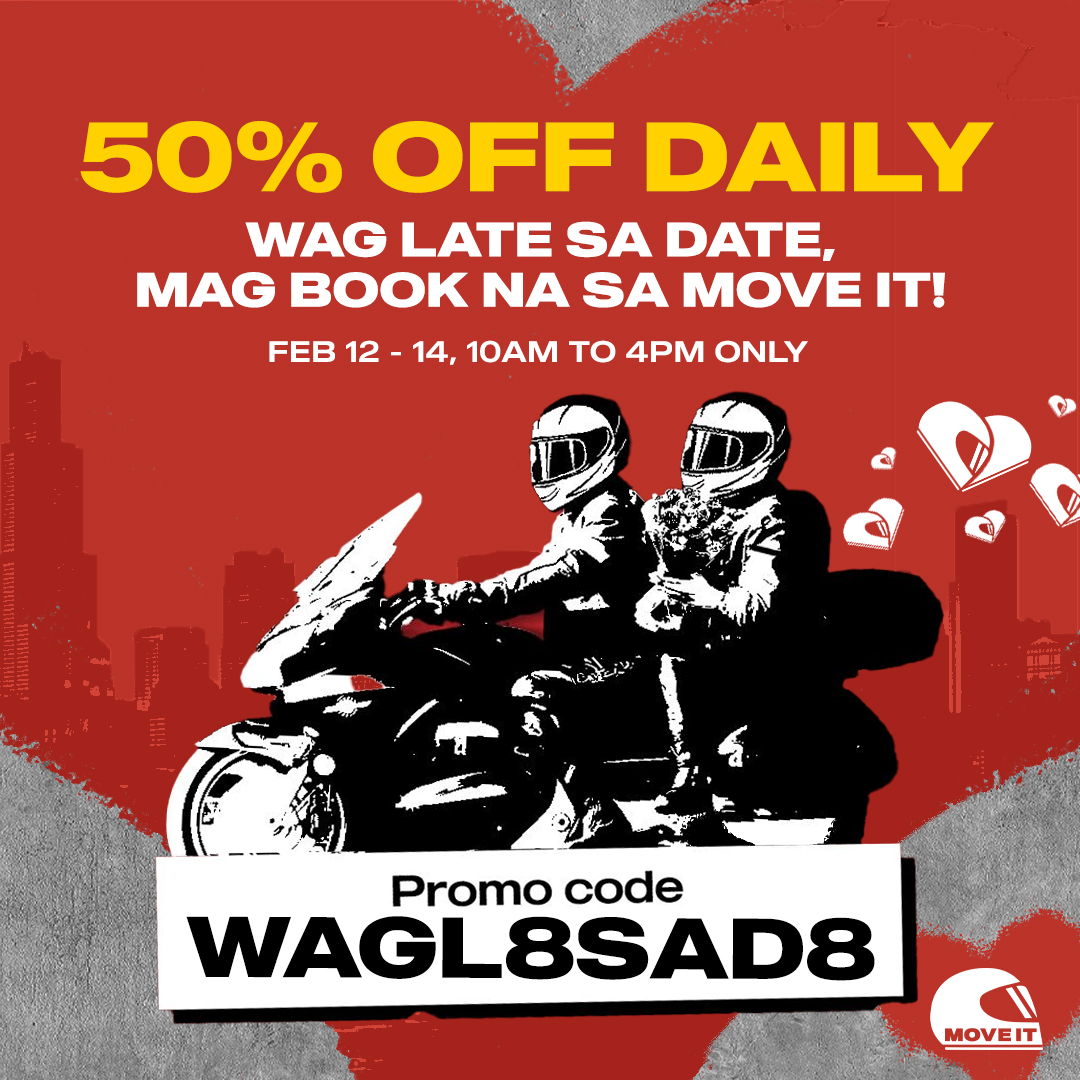 50% OFF DAILY
WAG LATE SA DATE,
MAG BOOK NA SA MOVE IT!
FEB 12 - 14, 10AM TO 4PM ONLY
Promo code
WAGL8SAD8
MOVE IT